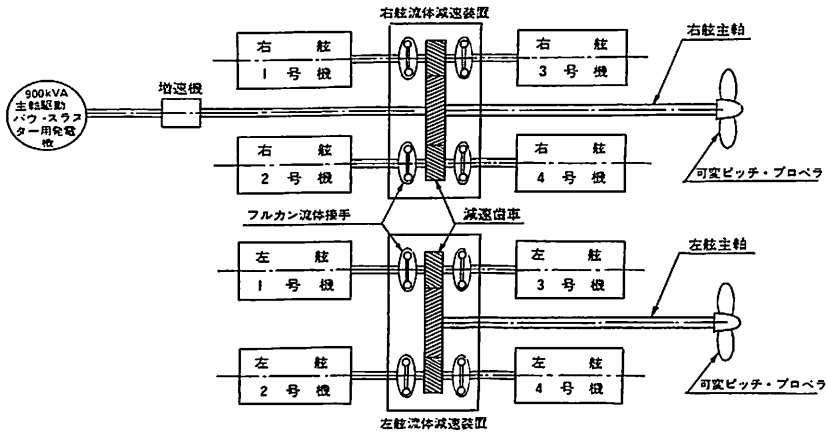 右舷流体減速装置
右舷主軸
右舷
1号機
右舷
3号機
増速機
900kVA
主軸駆動
バウ・スラス
ター用発電
機
右舷
2号機
右舷
4号機
可変ピッチ・プロペラ
フルカン流体接手
減速歯車
左舷主軸
左舷
1号機
左舷
3号機
左舷
2号機
左舷
4号機
可変ピッチ・プロペラ
左舷流体減速装置